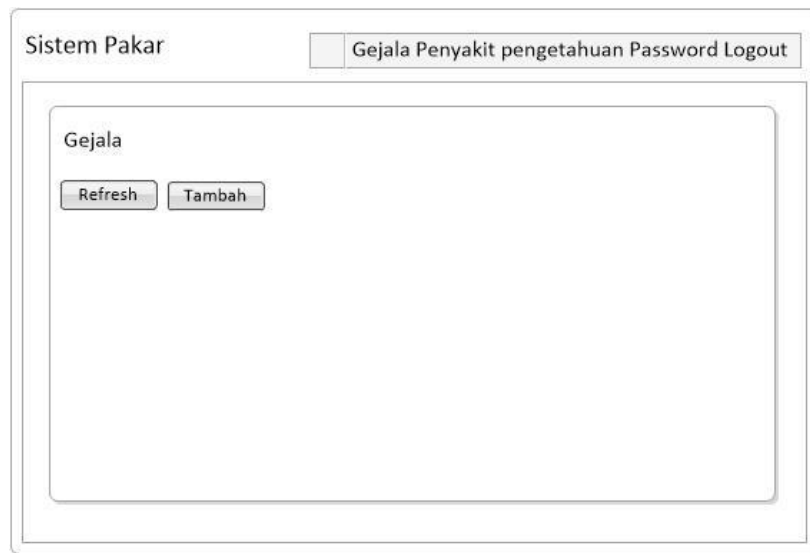 Sistem Pakar
Gejala Penyakit pengetahuan Password Logout
Gejala
Refresh Tambah